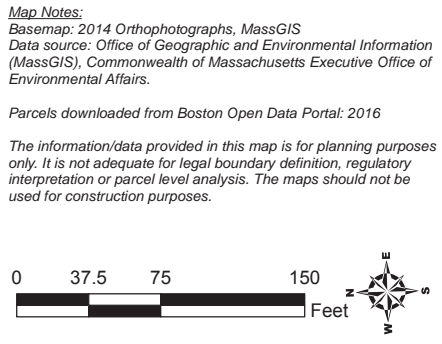 Map Notes:
Basemap: 2014 Orthophotographs, MassGIS
Data source: Office of Geographic and Environmental Information
(MassGIS), Commonwealth of Massachusetts Executive Office of
Environmental Affairs.
Parcels downloaded from Boston Open Data Portal: 2016
The information/data provided in this map is for planning purposes
only. It is not adequate for legal boundary definition, regulatory
interpretation or parcel level analysis. The maps should not be
used for construction purposes.
0 37.5 75 150
Feet
E
N S
W